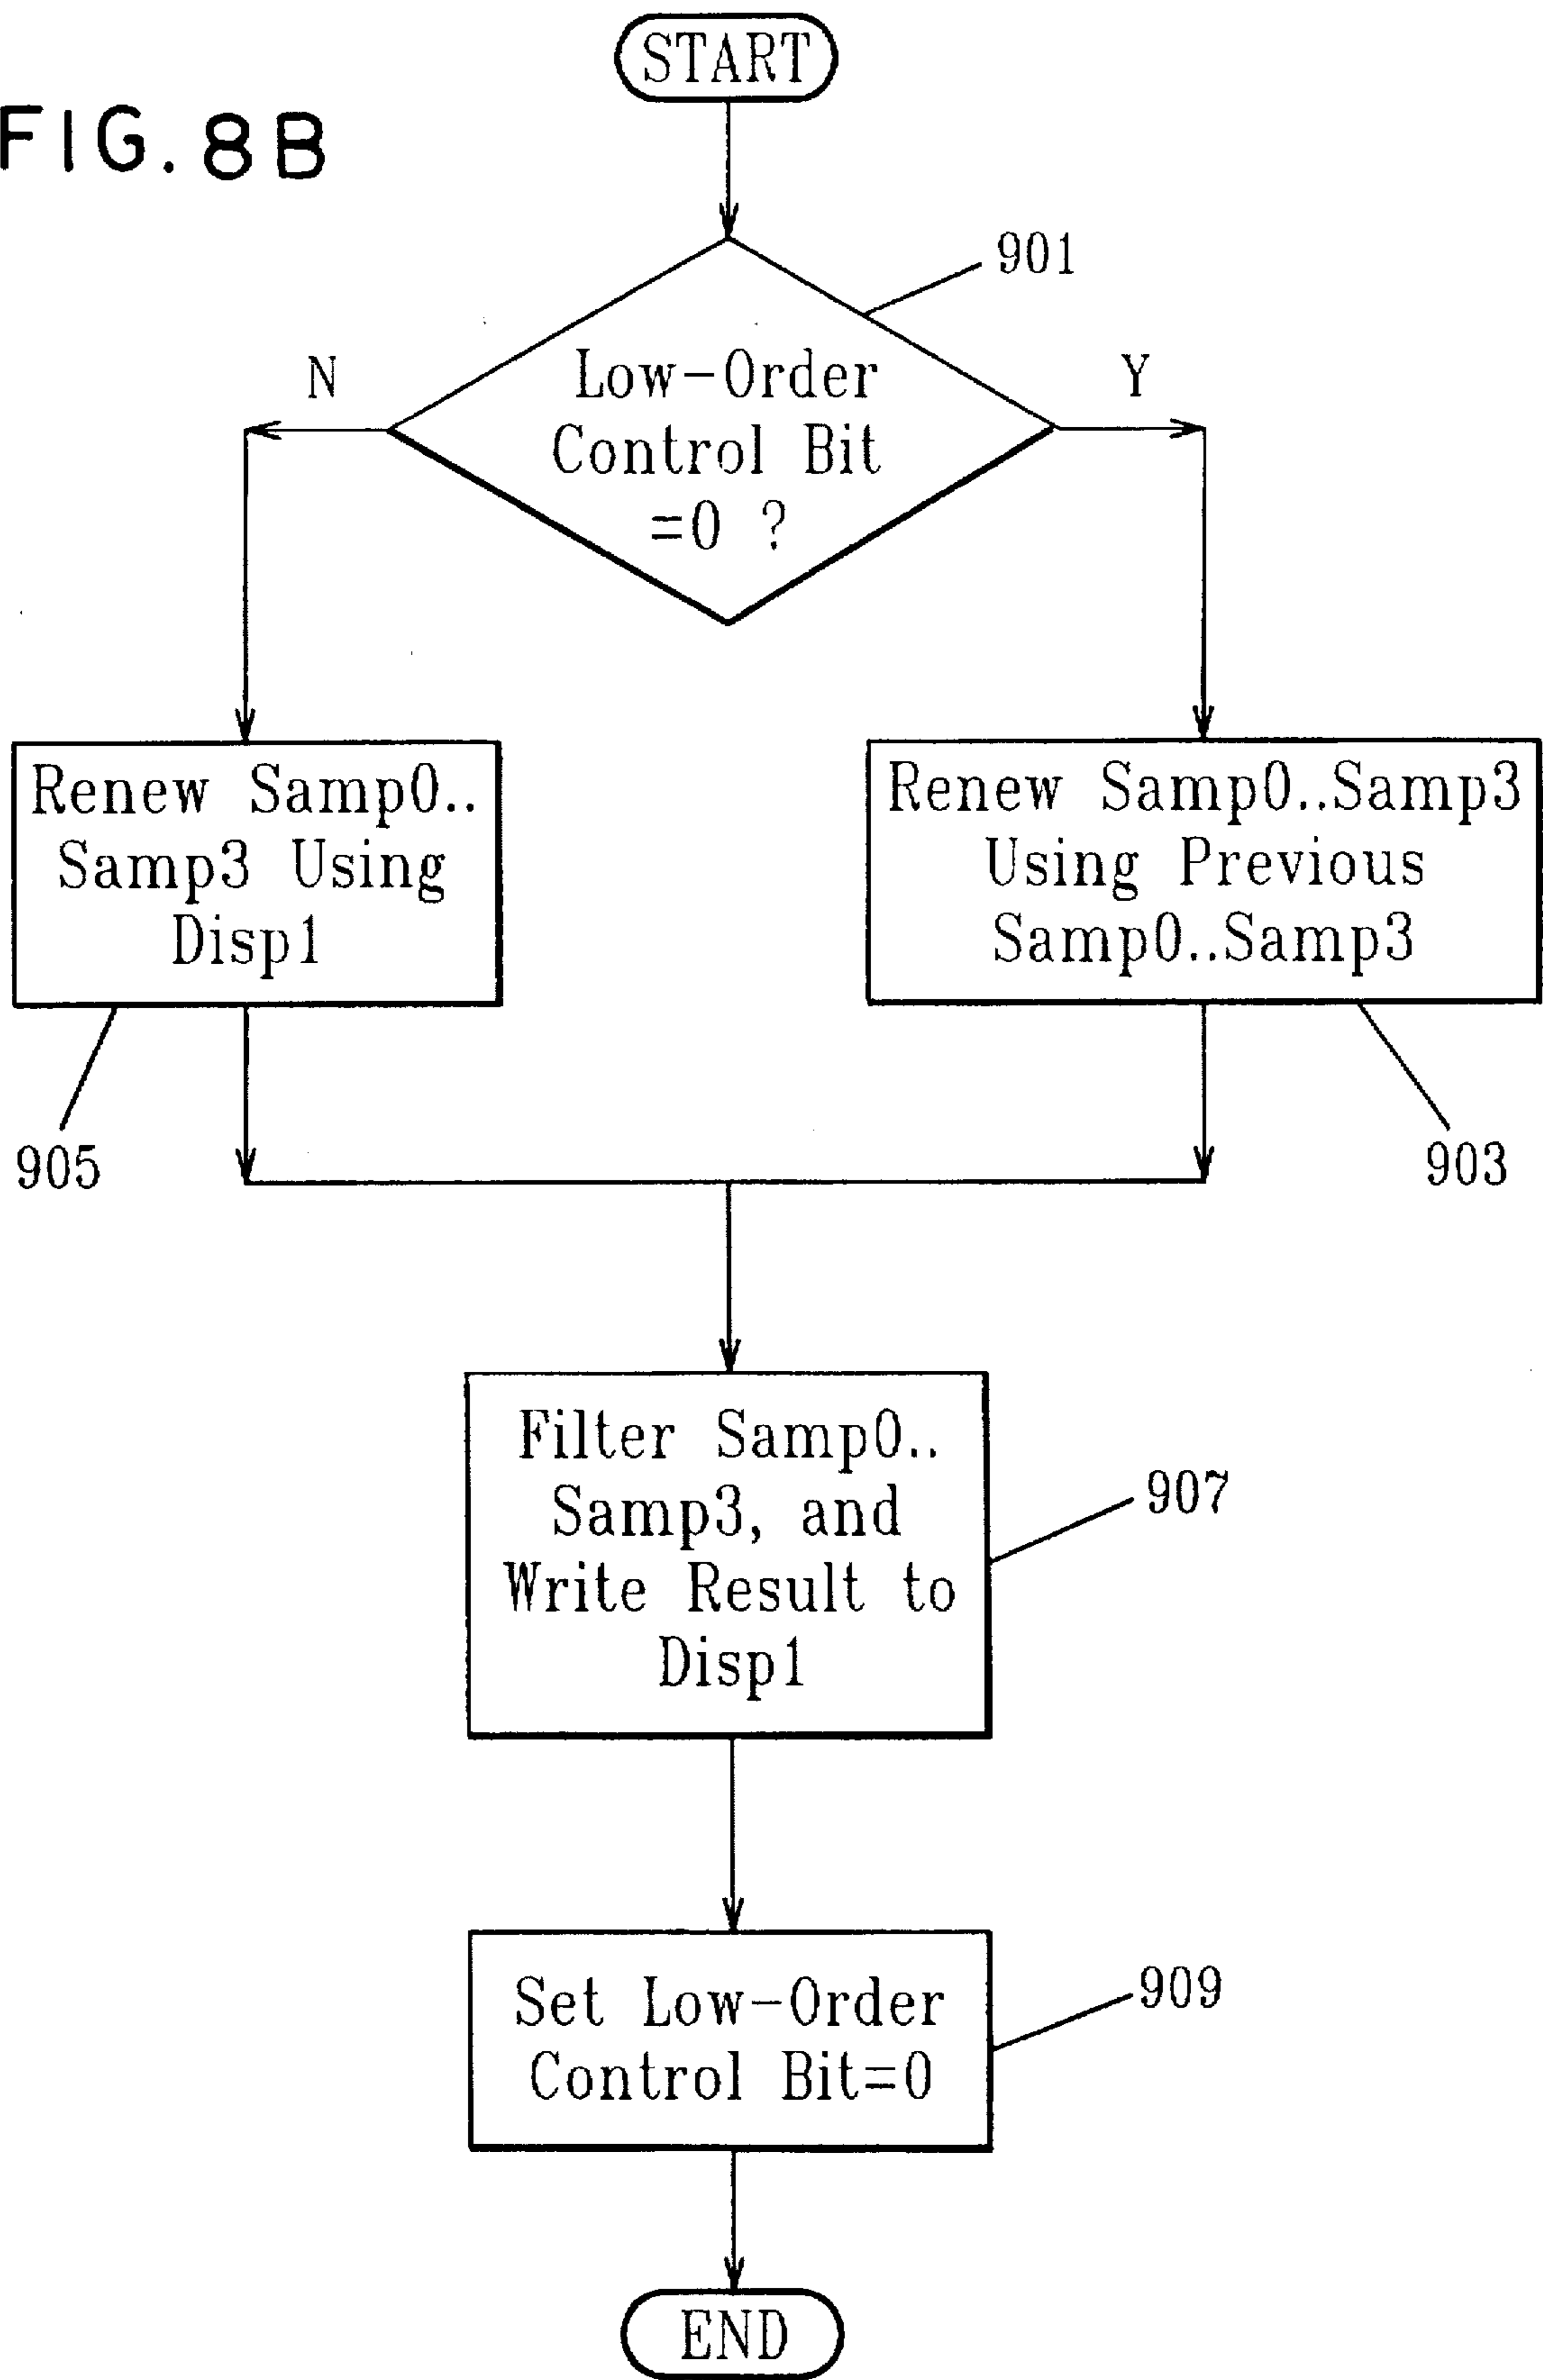 START
FIG. 8B
901
N
Y
Low-Order
Control Bit
=0 ?
Renew Samp0..
Samp3 Using
Disp1
Renew Samp0..Samp3
Using Previous
Samp0..Samp3
905
903
Filter Samp0..
Samp3, and
Write Result to
Disp1
907
Set Low-Order
Control Bit=0
909
END